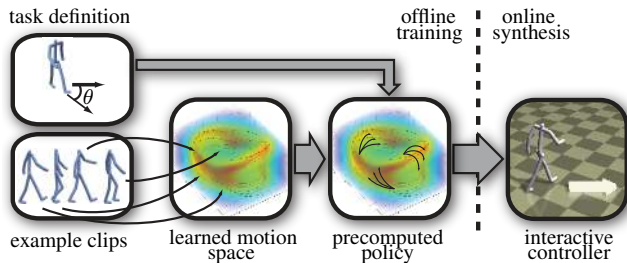 task definition
offline training
online synthesis
θ
example clips
learned motion space
precomputed policy
interactive controller